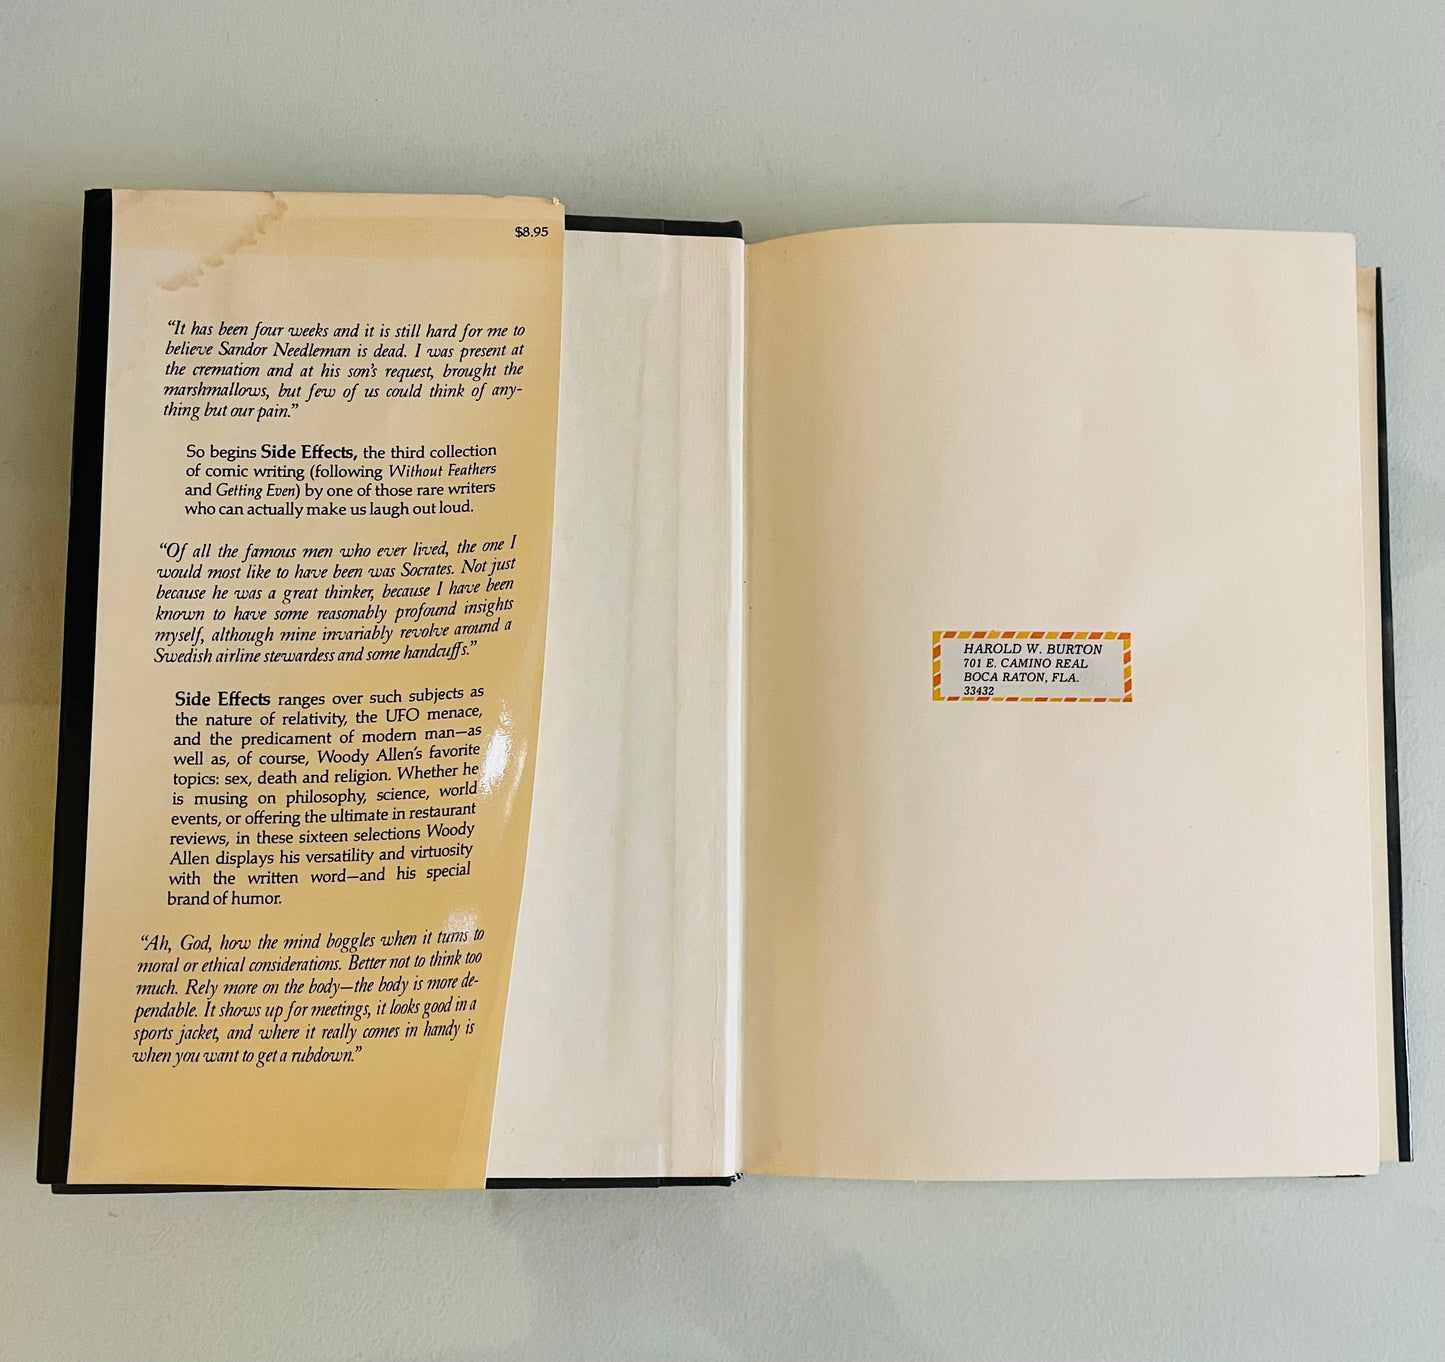 $8.95
“It has been four weeks and it is still hard for me to
believe Sandor Needleman is dead. I was present at
the cremation and at his son’s request, brought the
marshmallows, but few of us could think of any-
thing but our pain.”
So begins Side Effects, the third collection
of comic writing (following Without Feathers
and Getting Even) by one of those rare writers
who can actually make us laugh out loud.
“Of all the famous men who ever lived, the one I
would most like to have been was Socrates. Not just
because he was a great thinker, because I have been
known to have some reasonably profound insights
myself, although mine invariably revolve around a
Swedish airline stewardess and some handcuffs.”
Side Effects ranges over such subjects as
the nature of relativity, the UFO menace,
and the predicament of modern man—as
well as, of course, Woody Allen’s favorite
topics: sex, death and religion. Whether he
is musing on philosophy, science, world
events, or offering the ultimate in restaurant
reviews, in these sixteen selections Woody
Allen displays his versatility and virtuosity
with the written word—and his special
brand of humor.
“Ah, God, how the mind boggles when it turns to
moral or ethical considerations. Better not to think too
much. Rely more on the body—the body is more de-
pendable. It shows up for meetings, it looks good in a
sports jacket, and where it really comes in handy is
when you want to get a rubdown.”
HAROLD W. BURTON
701 E. CAMINO REAL
BOCA RATON, FLA.
33432